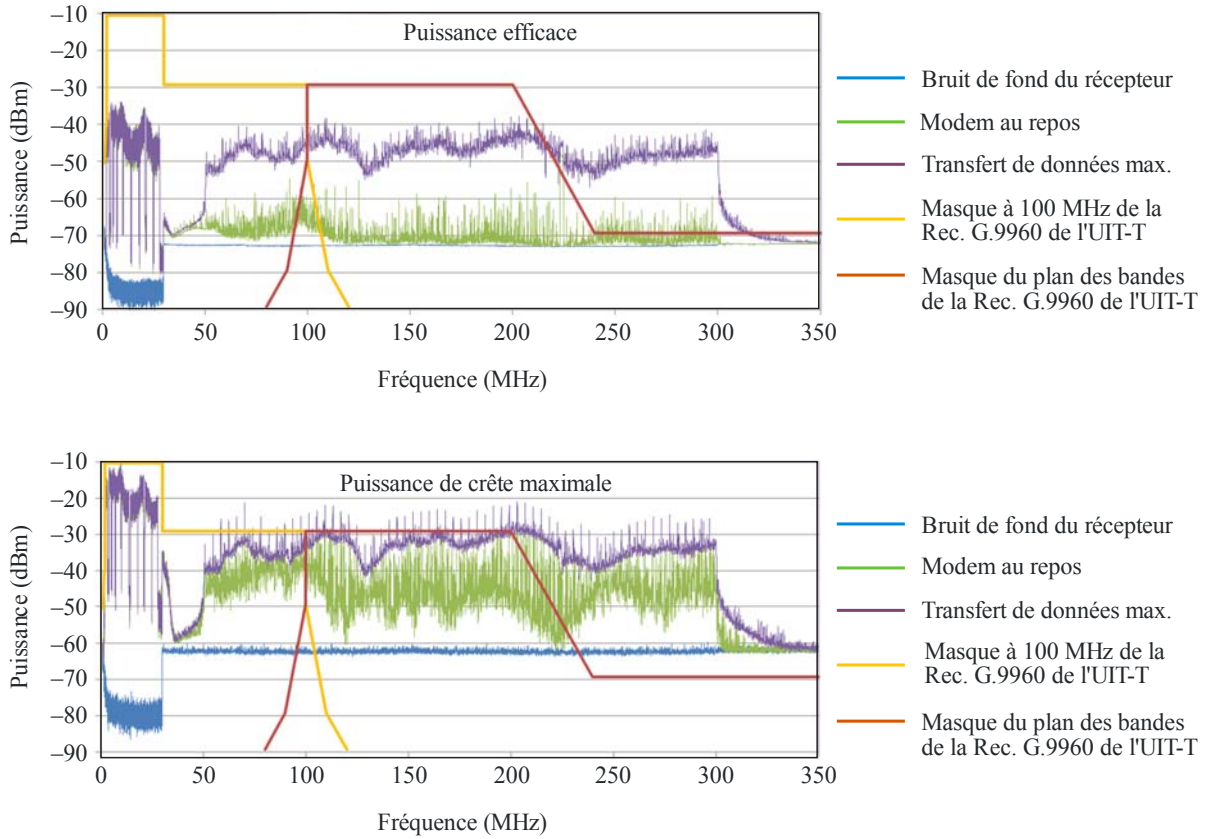 Puissance efficace
–10
–20
–30
–40
–50
–60
–70
–80
–90
Puissance (dBm)
0
50
100
150
200
250
300
350
Fréquence (MHz)
Bruit de fond du récepteur
Modem au repos
Transfert de données max.
Masque à 100 MHz de la
Rec. G.9960 de l'UIT-T
Masque du plan des bandes
de la Rec. G.9960 de l'UIT-T
Puissance de crête maximale
–10
–20
–30
–40
–50
–60
–70
–80
–90
Puissance (dBm)
0
50
100
150
200
250
300
350
Fréquence (MHz)
Bruit de fond du récepteur
Modem au repos
Transfert de données max.
Masque à 100 MHz de la
Rec. G.9960 de l'UIT-T
Masque du plan des bandes
de la Rec. G.9960 de l'UIT-T